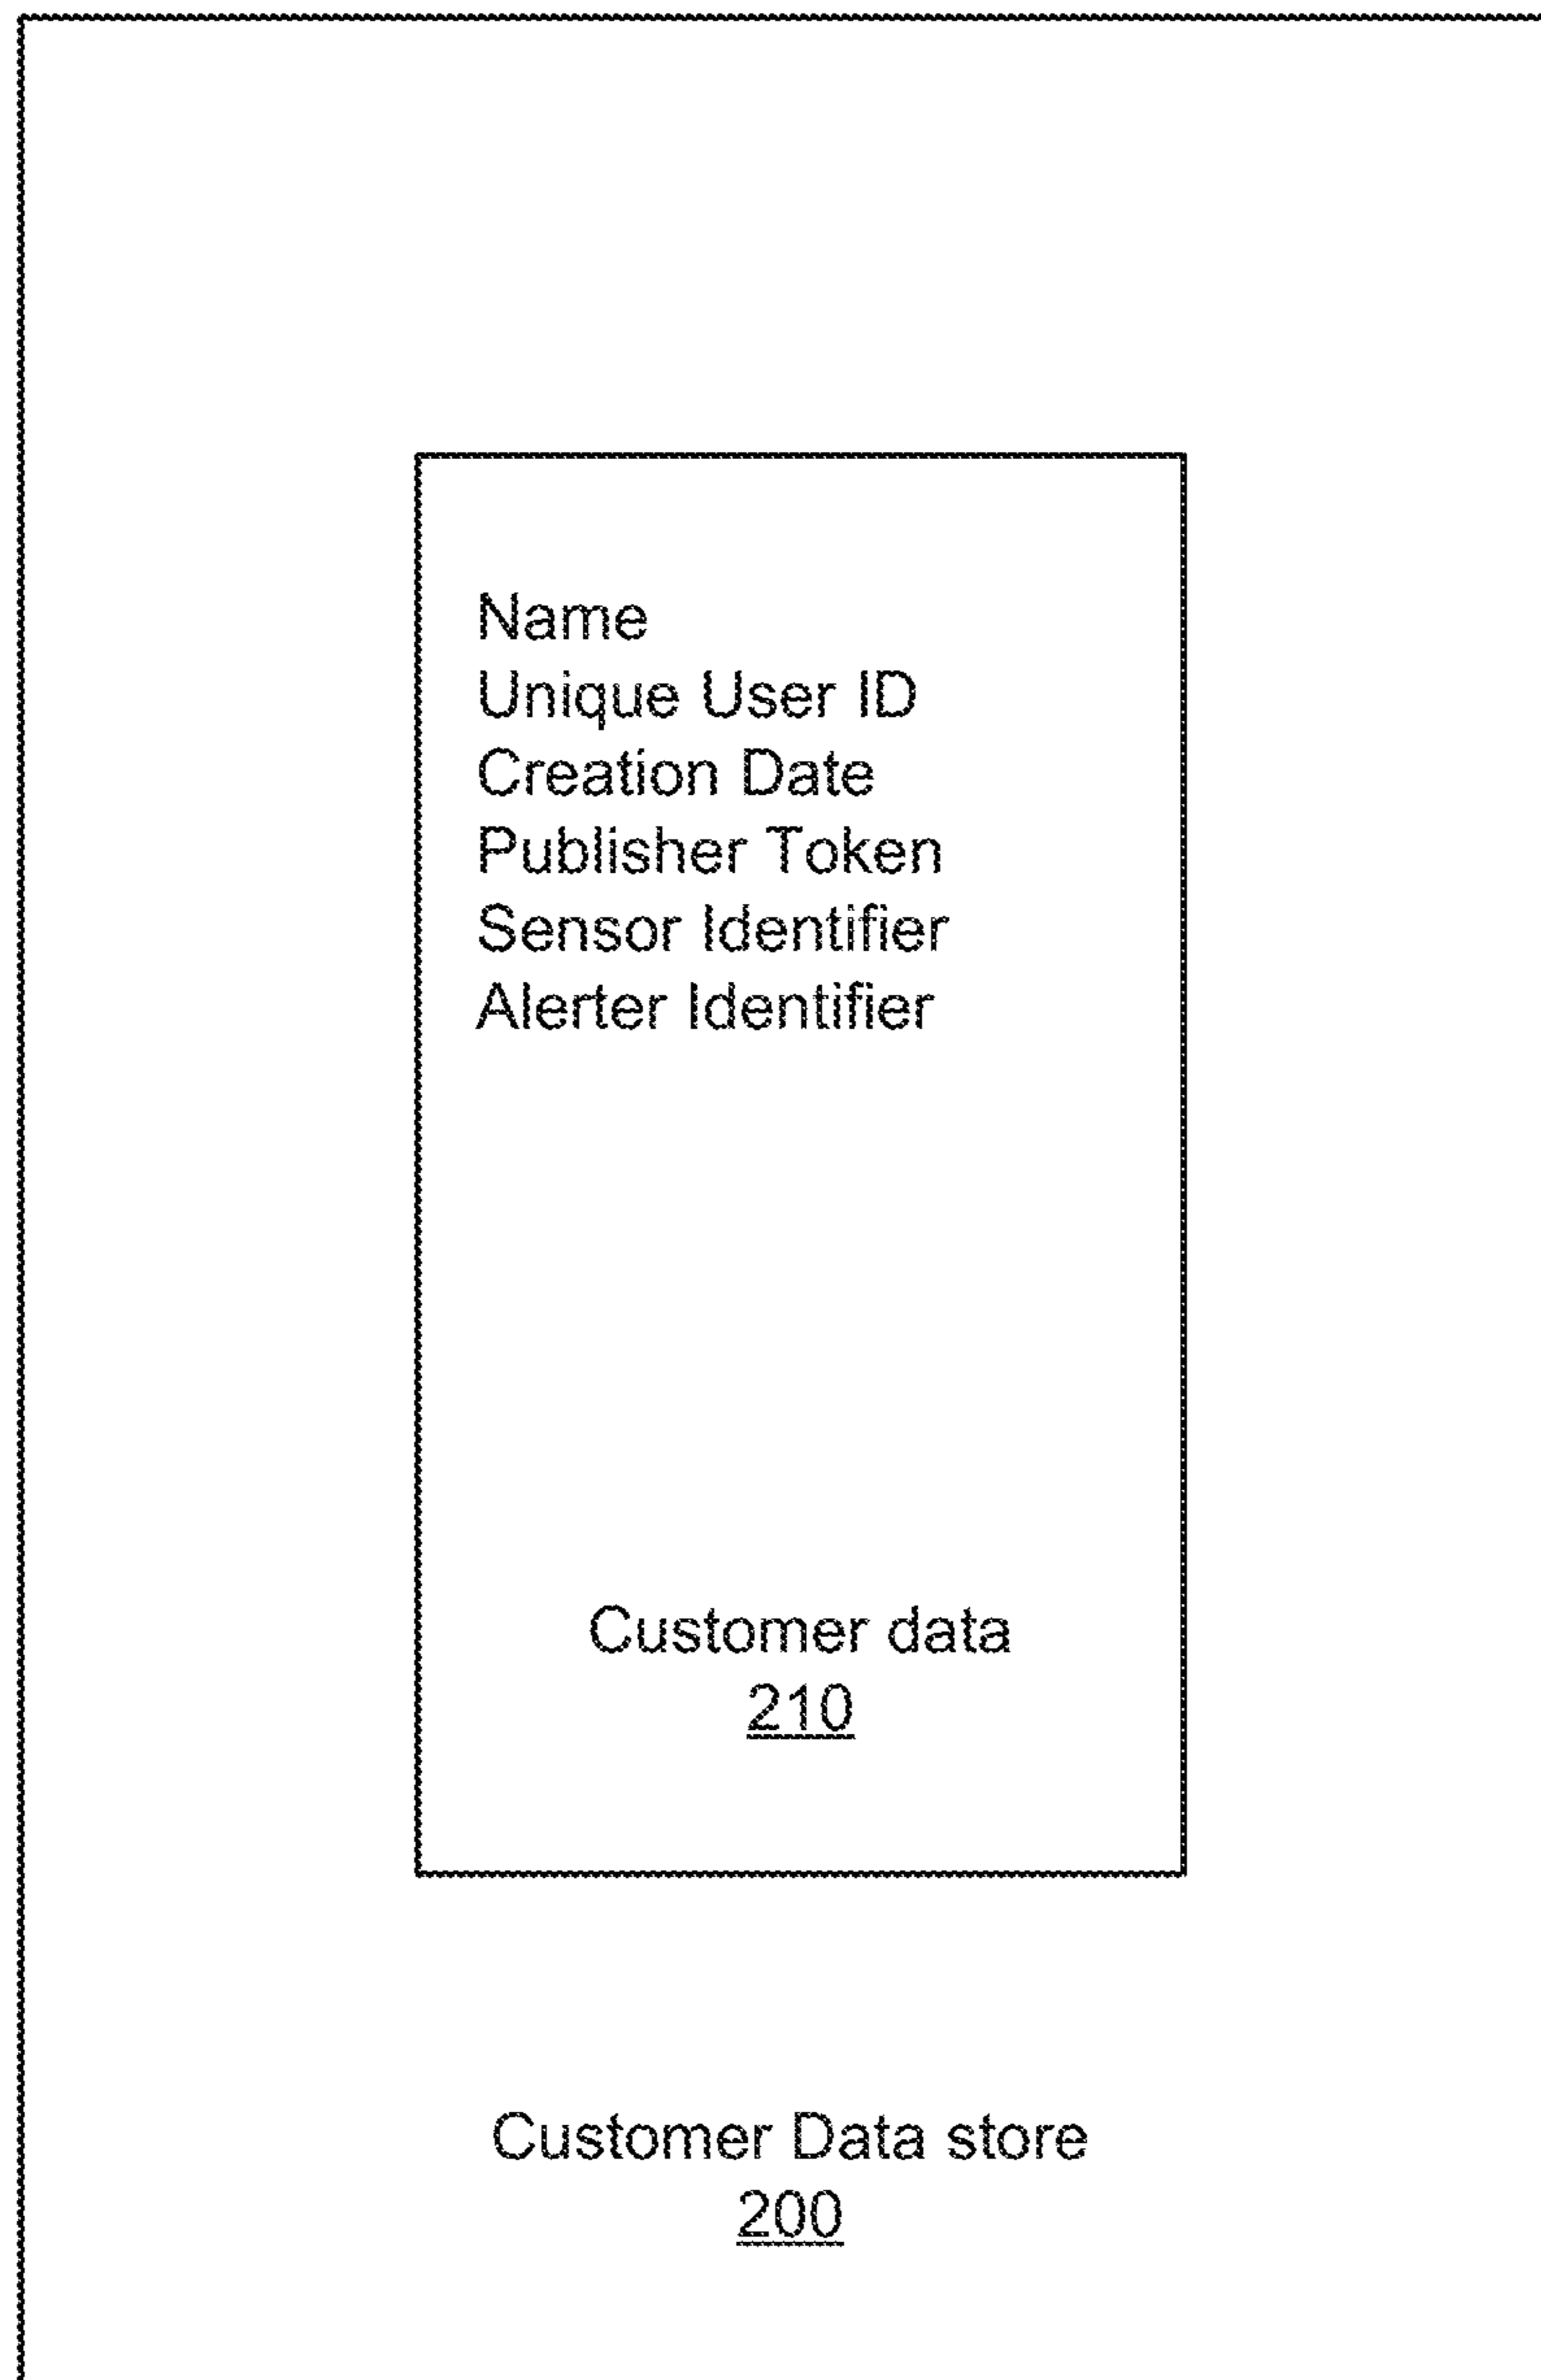 Name
Unique User ID
Creation Date
Publisher Token
Sensor Identifier
Alerter Identifier
Customer data
210
Customer Data store
200